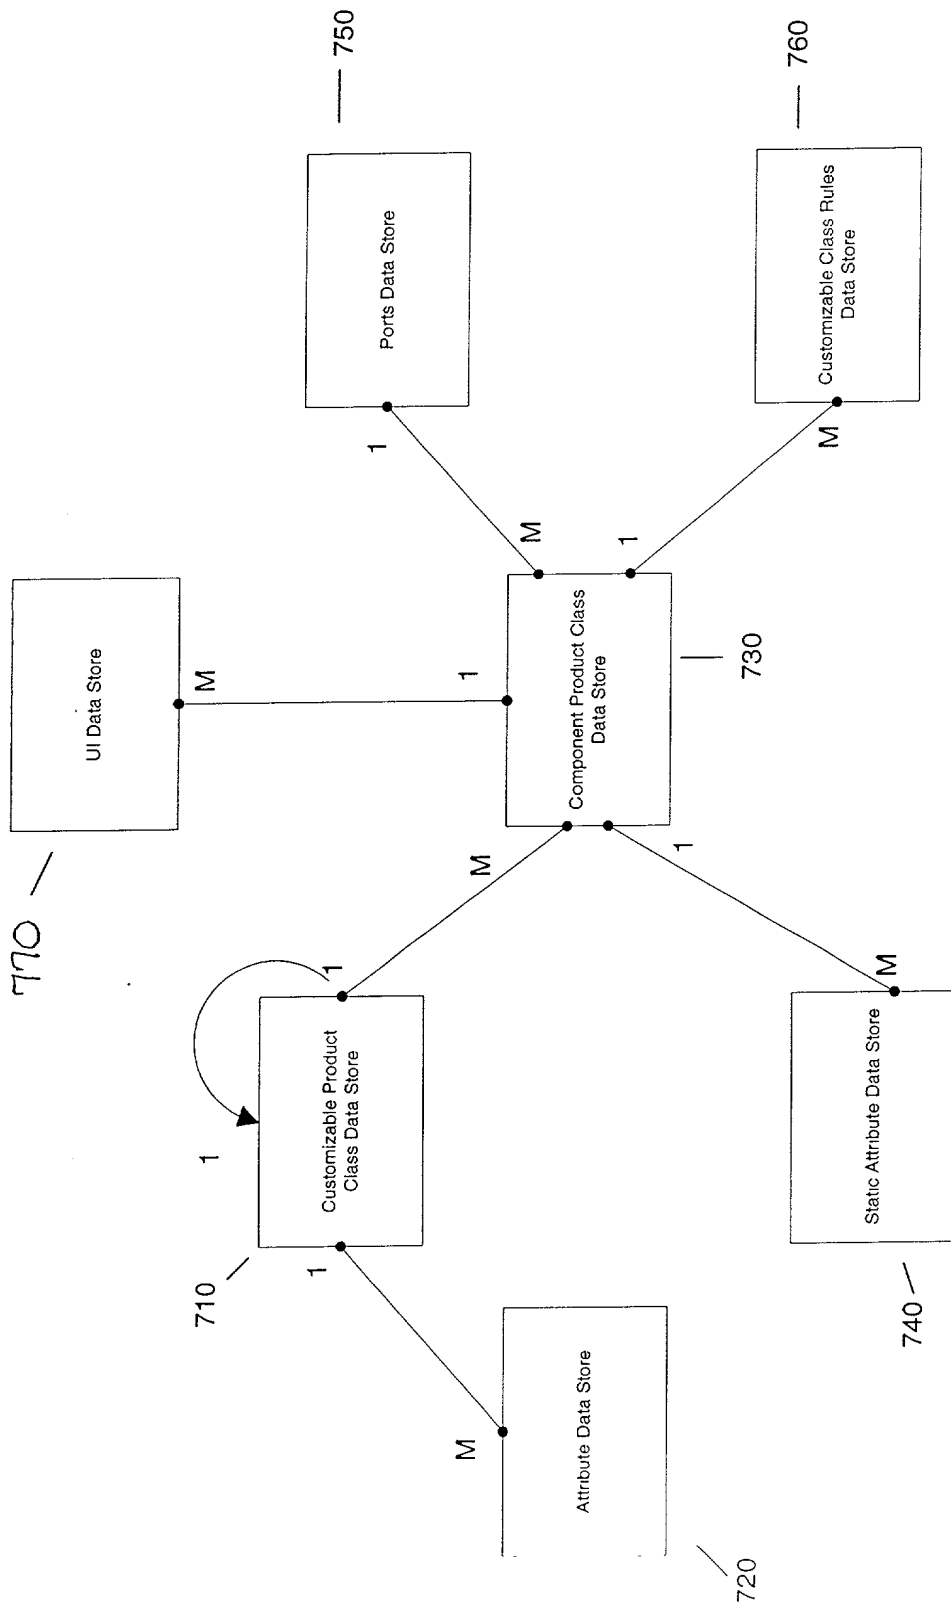 770
UI Data Store
M
710
1
1
1
Customizable Product
Class Data Store
750
Ports Data Store
1
M
M
1
M
Attribute Data Store
Component Product Class
Data Store
1
1
720
730
760
M
Customizable Class Rules
Data Store
Static Attribute Data Store
M
740